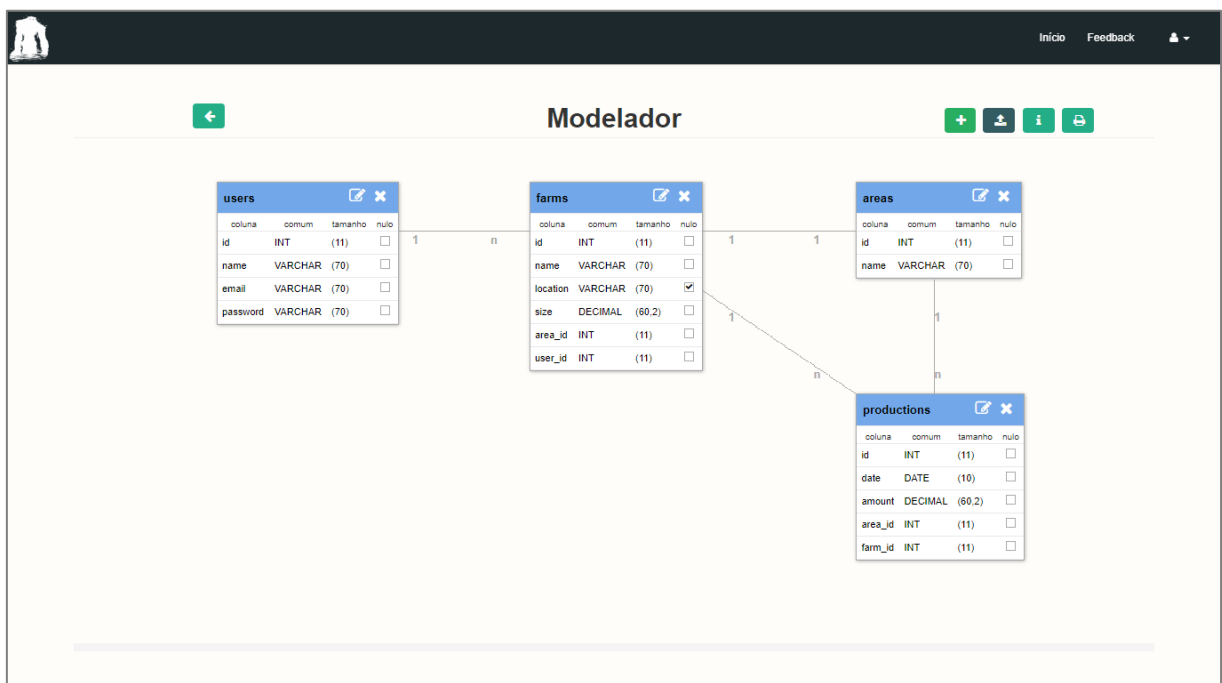 Início Feedback
Modelador
users
coluna comum tamanho nulo
id INT (11)
name VARCHAR (70)
email VARCHAR (70)
password VARCHAR (70)
1 n
farms
coluna comum tamanho nulo
id INT (11)
name VARCHAR (70)
location VARCHAR (70)
size DECIMAL (60,2)
area_id INT (11)
user_id INT (11)
1 1
areas
coluna comum tamanho nulo
id INT (11)
name VARCHAR (70)
1
1
n
n
productions
coluna comum tamanho nulo
id INT (11)
date DATE (10)
amount DECIMAL (60,2)
area_id INT (11)
farm_id INT (11)